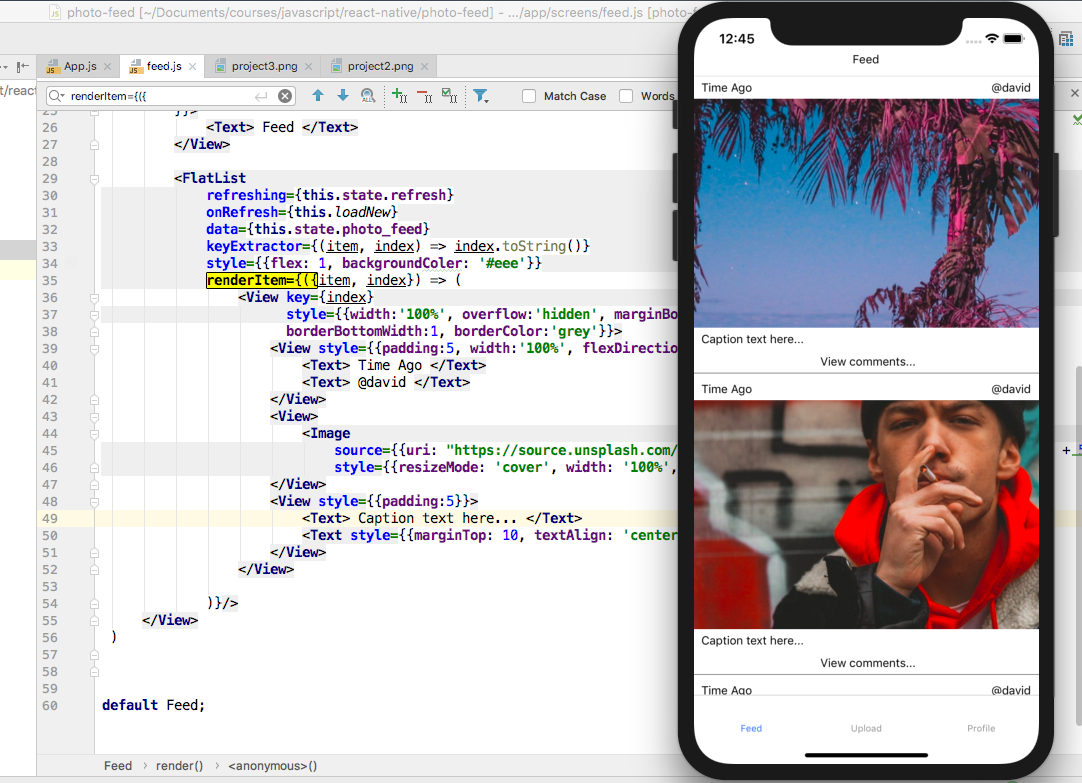 photo-feed [~/Documents/courses/javascript/react-native/photo-feed] - .../app/screens/feed.js [photo-f
App.js feed.js project3.png project2.png
t/react
renderItem={({ Match Case Words
25 }}>
26 <Text> Feed </Text>
27 </View>
28
29 <FlatList
30 refreshing={this.state.refresh}
31 onRefresh={this.loadNew}
32 data={this.state.photo_feed}
33 keyExtractor={(item, index) => index.toString()}
34 style={{flex: 1, backgroundColer: '#eee'}}
35 renderItem={({item, index}) => (
36 <View key={index}
37 style={{width:'100%', overflow:'hidden', marginBo
38 borderBottomWidth:1, borderColor:'grey'}}>
39 <View style={{padding:5, width:'100%', flexDirectio
40 <Text> Time Ago </Text>
41 <Text> @david </Text>
42 </View>
43 <View>
44 <Image
45 source={{uri: "https://source.unsplash.com/
46 style={{resizeMode: 'cover', width: '100%',
47 </View>
48 <View style={{padding:5}}>
49 <Text> Caption text here... </Text>
50 <Text style={{marginTop: 10, textAlign: 'center
51 </View>
52 </View>
53
54 )}/>
55 </View>
56 )
57
58
59
60 default Feed;
Feed › render() › <anonymous>()
12:45
Feed
Time Ago @david
Caption text here...
View comments...
Time Ago @david
Caption text here...
View comments...
Time Ago @david
Feed Upload Profile